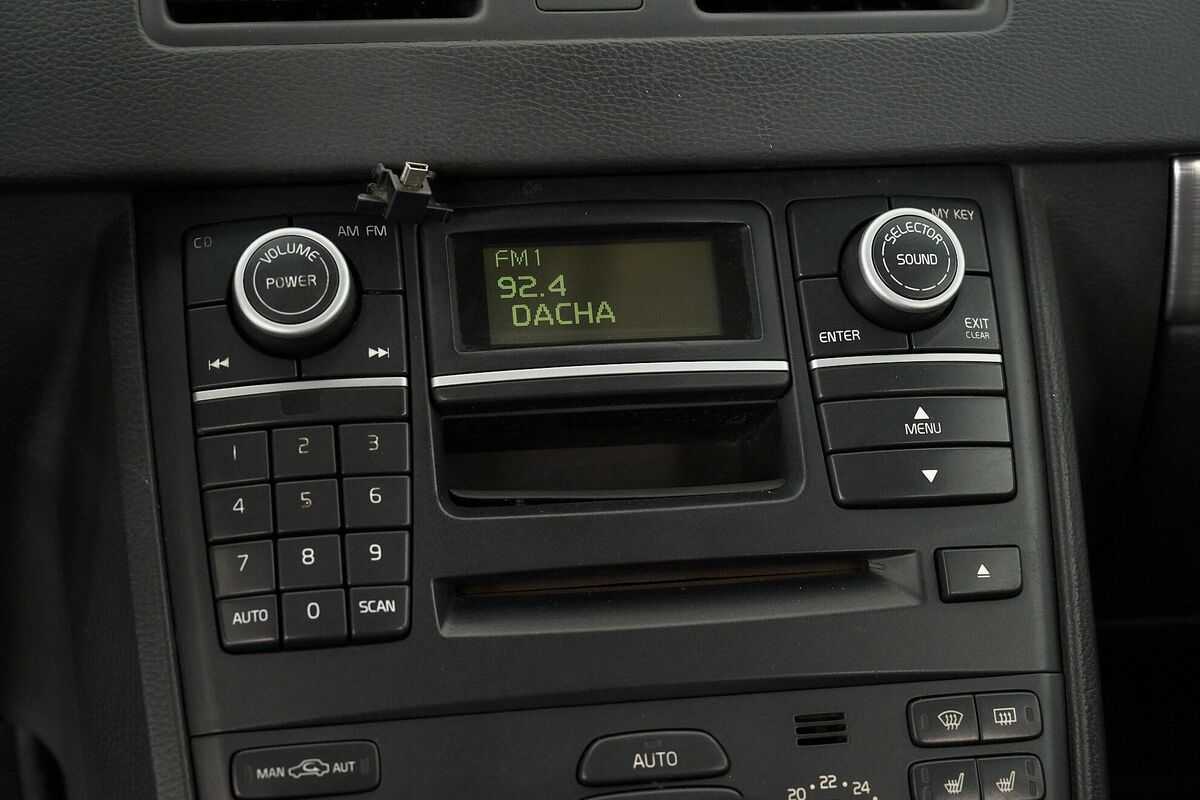 CD
AM FM
VOLUME
POWER
FM1
92.4
DACHA
MY KEY
SELECTOR
SOUND
ENTER
EXIT
CLEAR
MENU
1 2 3
4 5 6
7 8 9
AUTO 0 SCAN
MAN AUT
AUTO
20 • 22 • 24